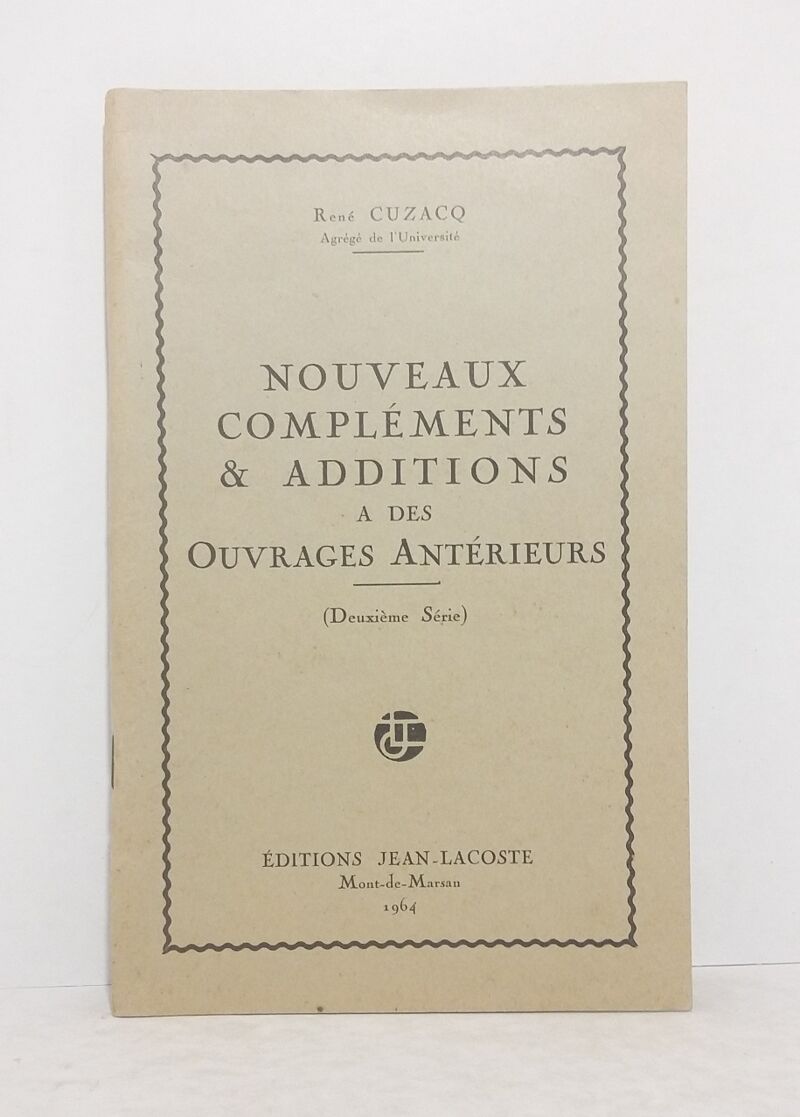 René CUZACQ
Agrégé de l'Université
NOUVEAUX
COMPLÉMENTS
& ADDITIONS
A DES
OUVRAGES ANTÉRIEURS
(Deuxième Série)
ÉDITIONS JEAN-LACOSTE
Mont-de-Marsan
1964